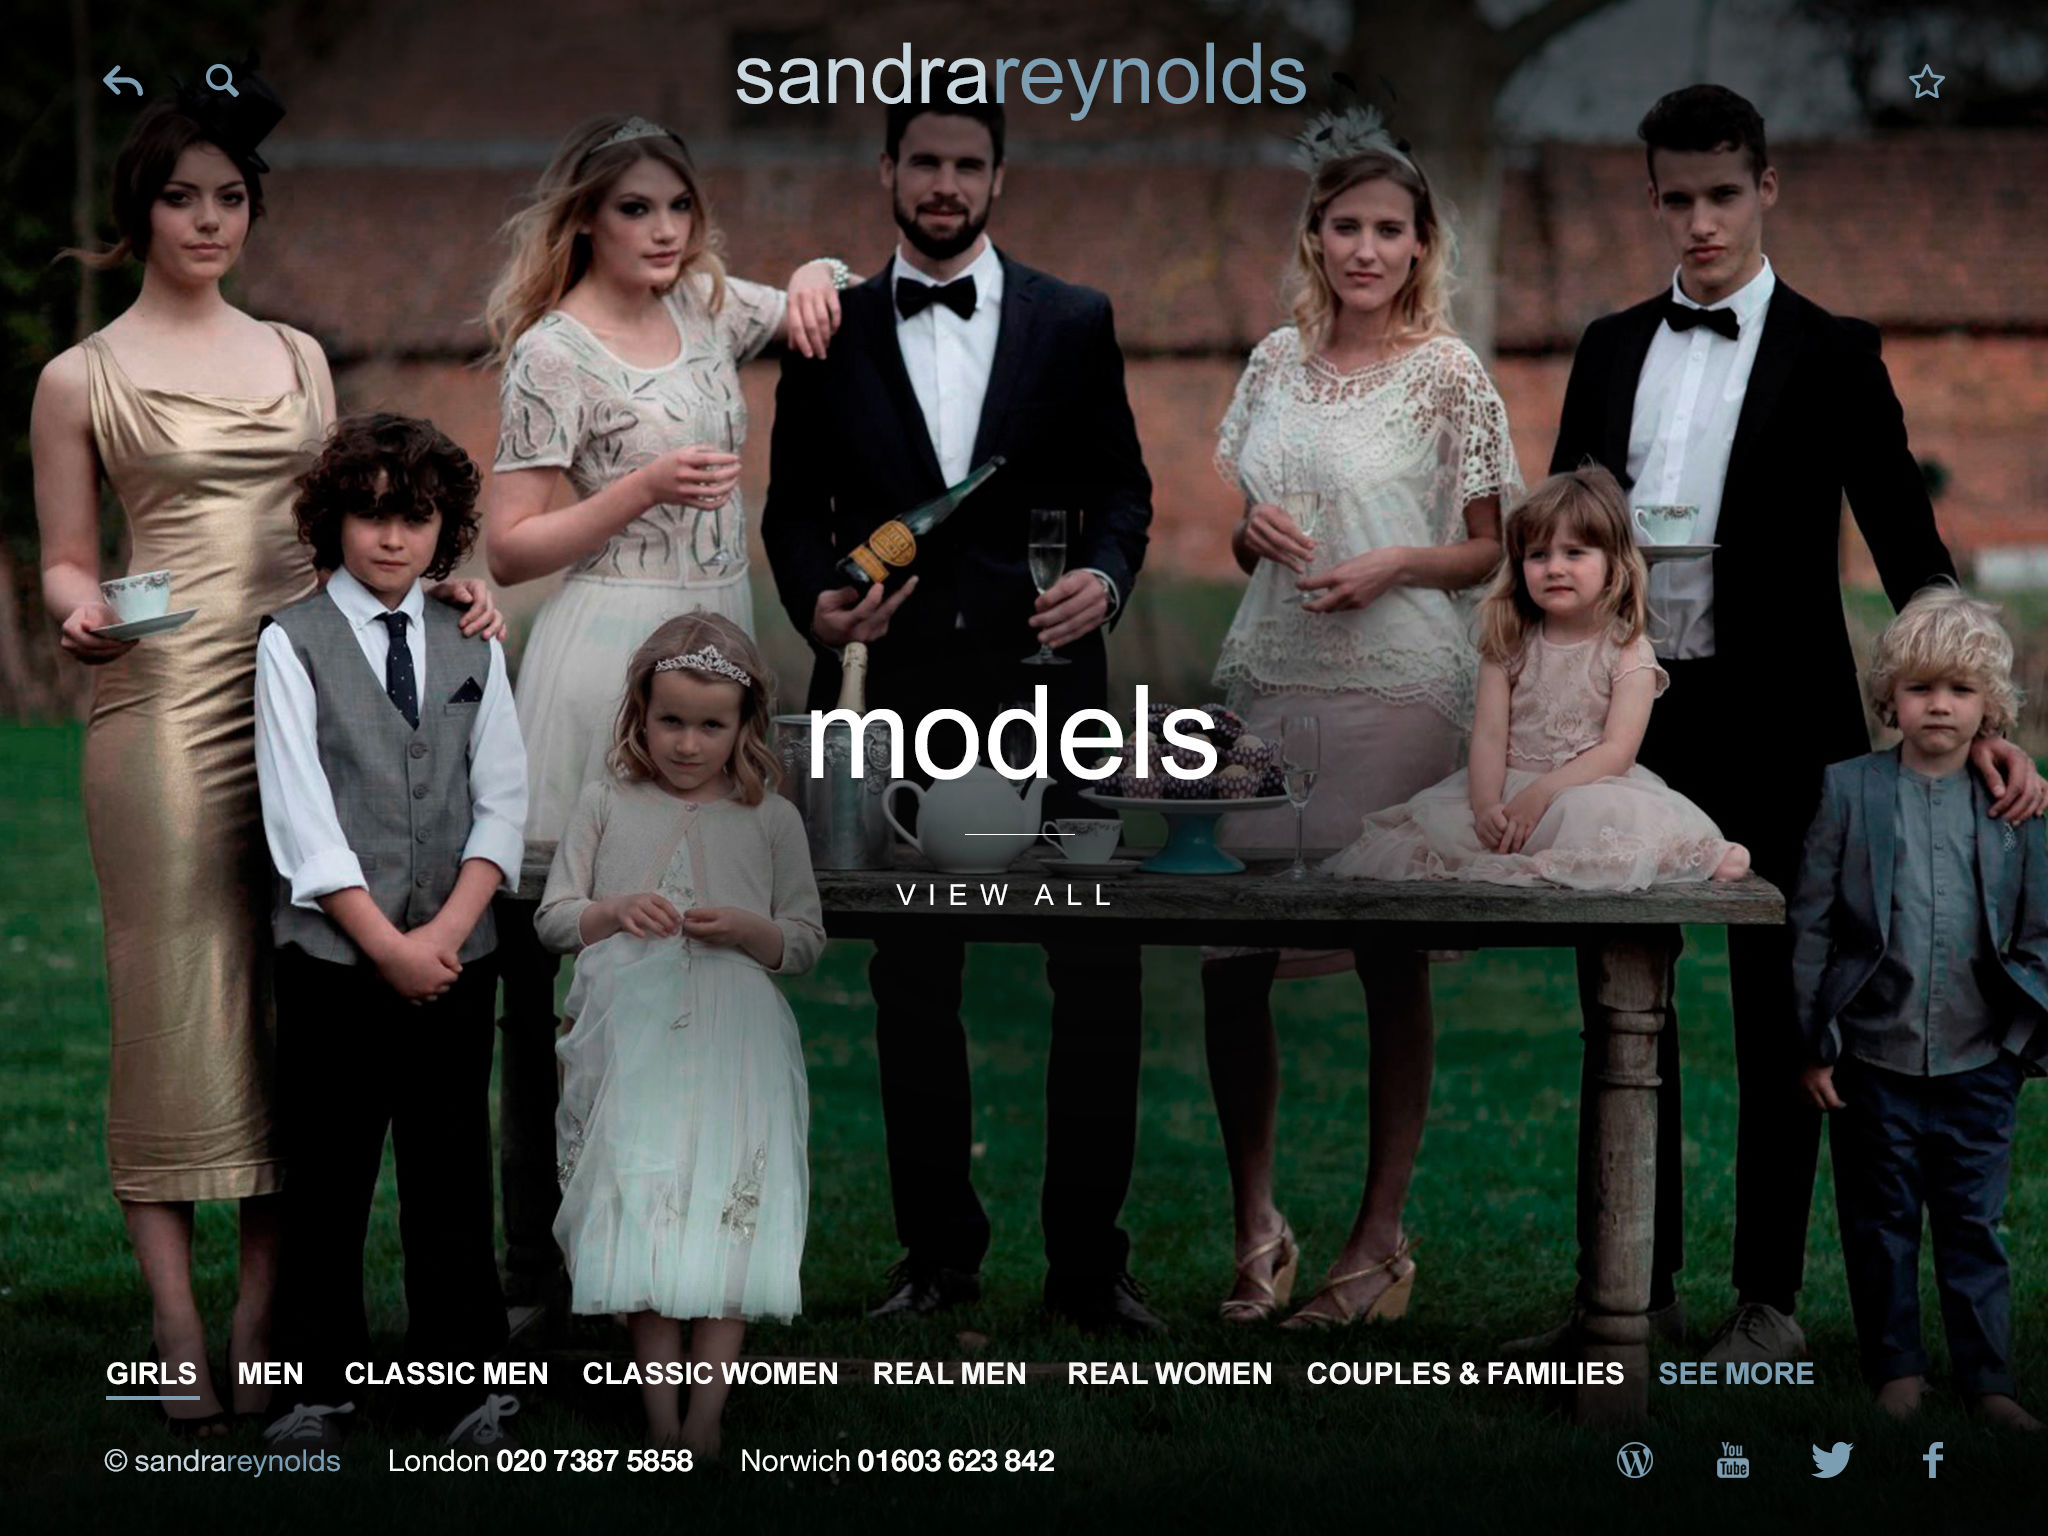 sandrareynolds
models
VIEW ALL
GIRLS MEN CLASSIC MEN CLASSIC WOMEN REAL MEN REAL WOMEN COUPLES & FAMILIES SEE MORE
© sandrareynolds London 020 7387 5858 Norwich 01603 623 842
You
Tube